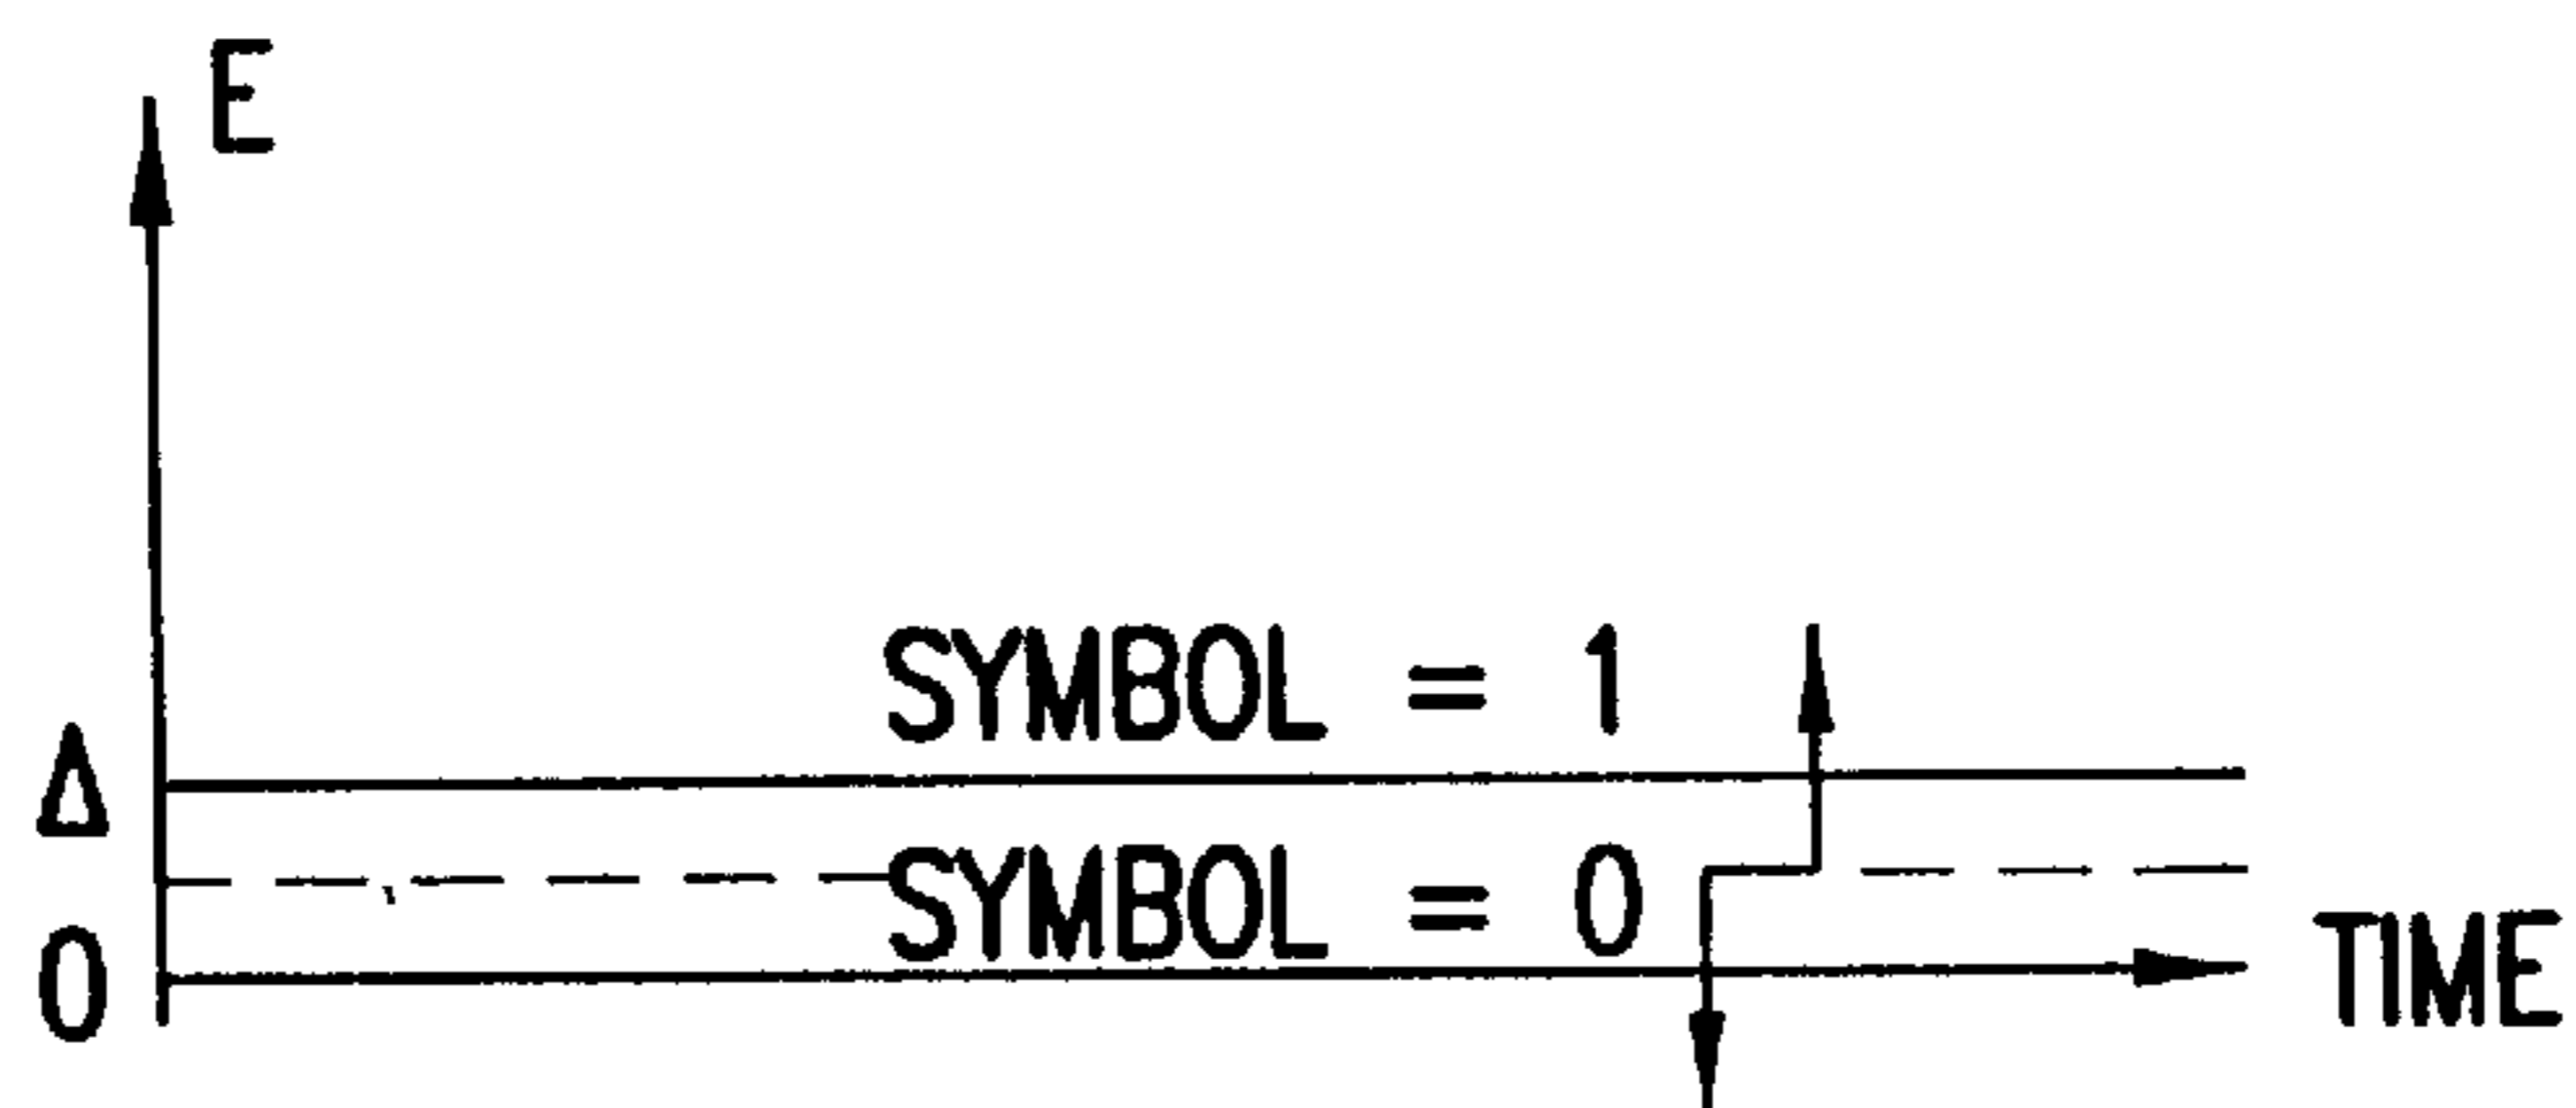 E
SYMBOL = 1
Δ
SYMBOL = 0
0
TIME